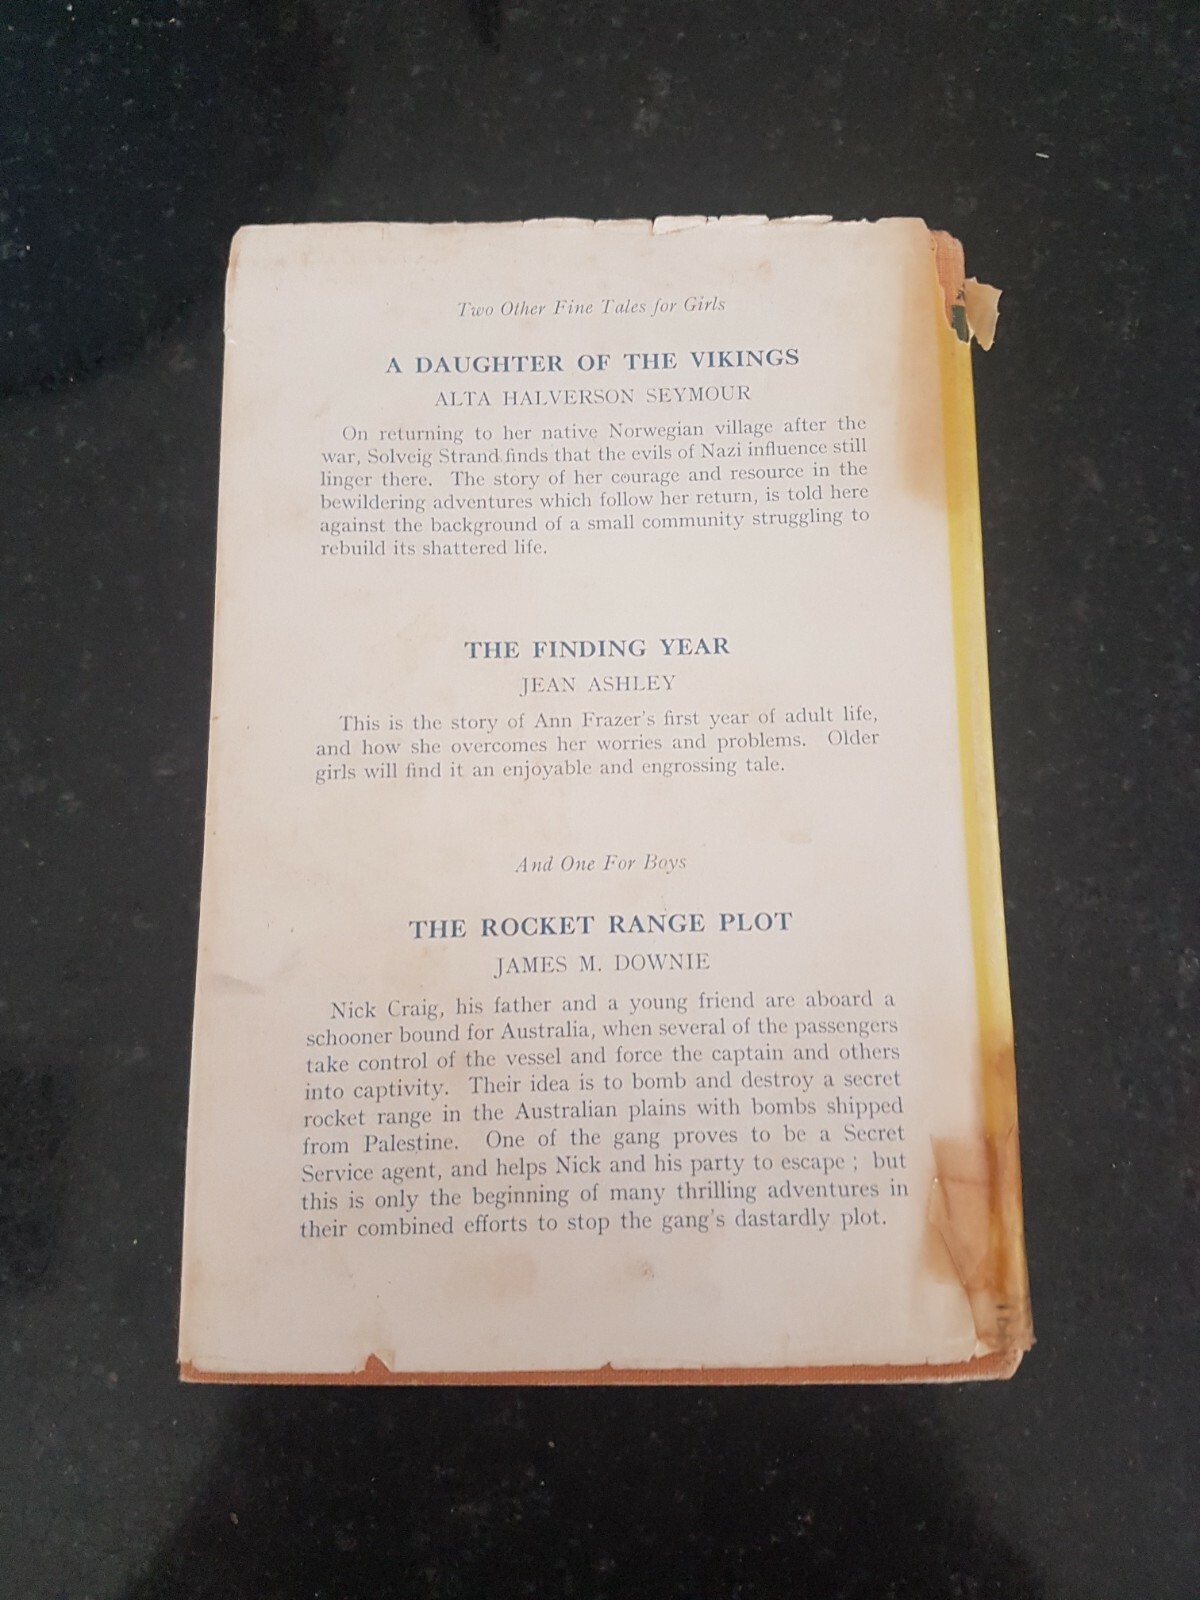 Two Other Fine Tales for Girls
A DAUGHTER OF THE VIKINGS
ALTA HALVERSON SEYMOUR
On returning to her native Norwegian village after the
war, Solveig Strand finds that the evils of Nazi influence still
linger there. The story of her courage and resource in the
bewildering adventures which follow her return, is told here
against the background of a small community struggling to
rebuild its shattered life.
THE FINDING YEAR
JEAN ASHLEY
This is the story of Ann Frazer's first year of adult life,
and how she overcomes her worries and problems. Older
girls will find it an enjoyable and engrossing tale.
And One For Boys
THE ROCKET RANGE PLOT
JAMES M. DOWNIE
Nick Craig, his father and a young friend are aboard a
schooner bound for Australia, when several of the passengers
take control of the vessel and force the captain and others
into captivity. Their idea is to bomb and destroy a secret
rocket range in the Australian plains with bombs shipped
from Palestine. One of the gang proves to be a Secret
Service agent, and helps Nick and his party to escape ; but
this is only the beginning of many thrilling adventures in
their combined efforts to stop the gang's dastardly plot.